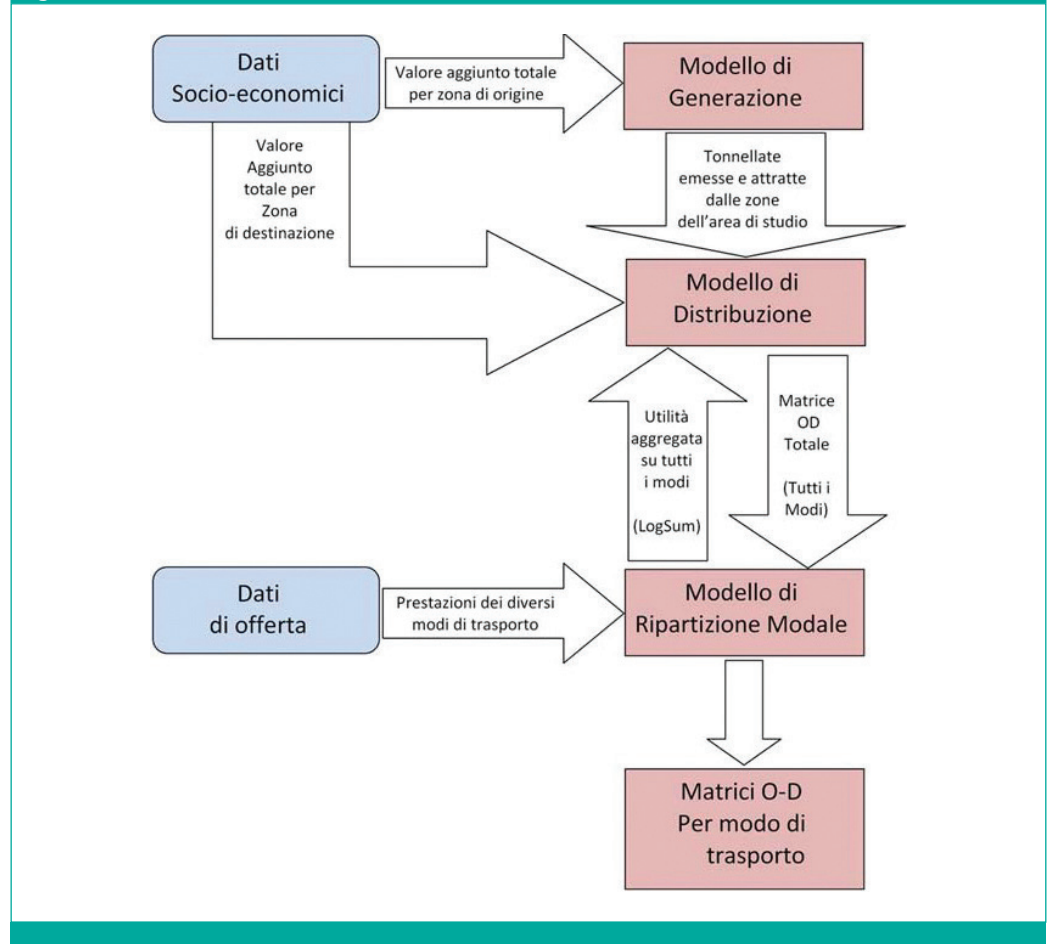 Dati
Socio-economici
Valore aggiunto totale
per zona di origine
Modello di
Generazione
Valore
Aggiunto
totale per
Zona
di destinazione
Tonnellate
emesse e attratte
dalle zone
dell'area di studio
Modello di
Distribuzione
Utilità
aggregata
su tutti
i modi
(LogSum)
Matrice
OD
Totale
(Tutti i
Modi)
Dati
di offerta
Prestazioni dei diversi
modi di trasporto
Modello di
Ripartizione Modale
Matrici O-D
Per modo di
trasporto